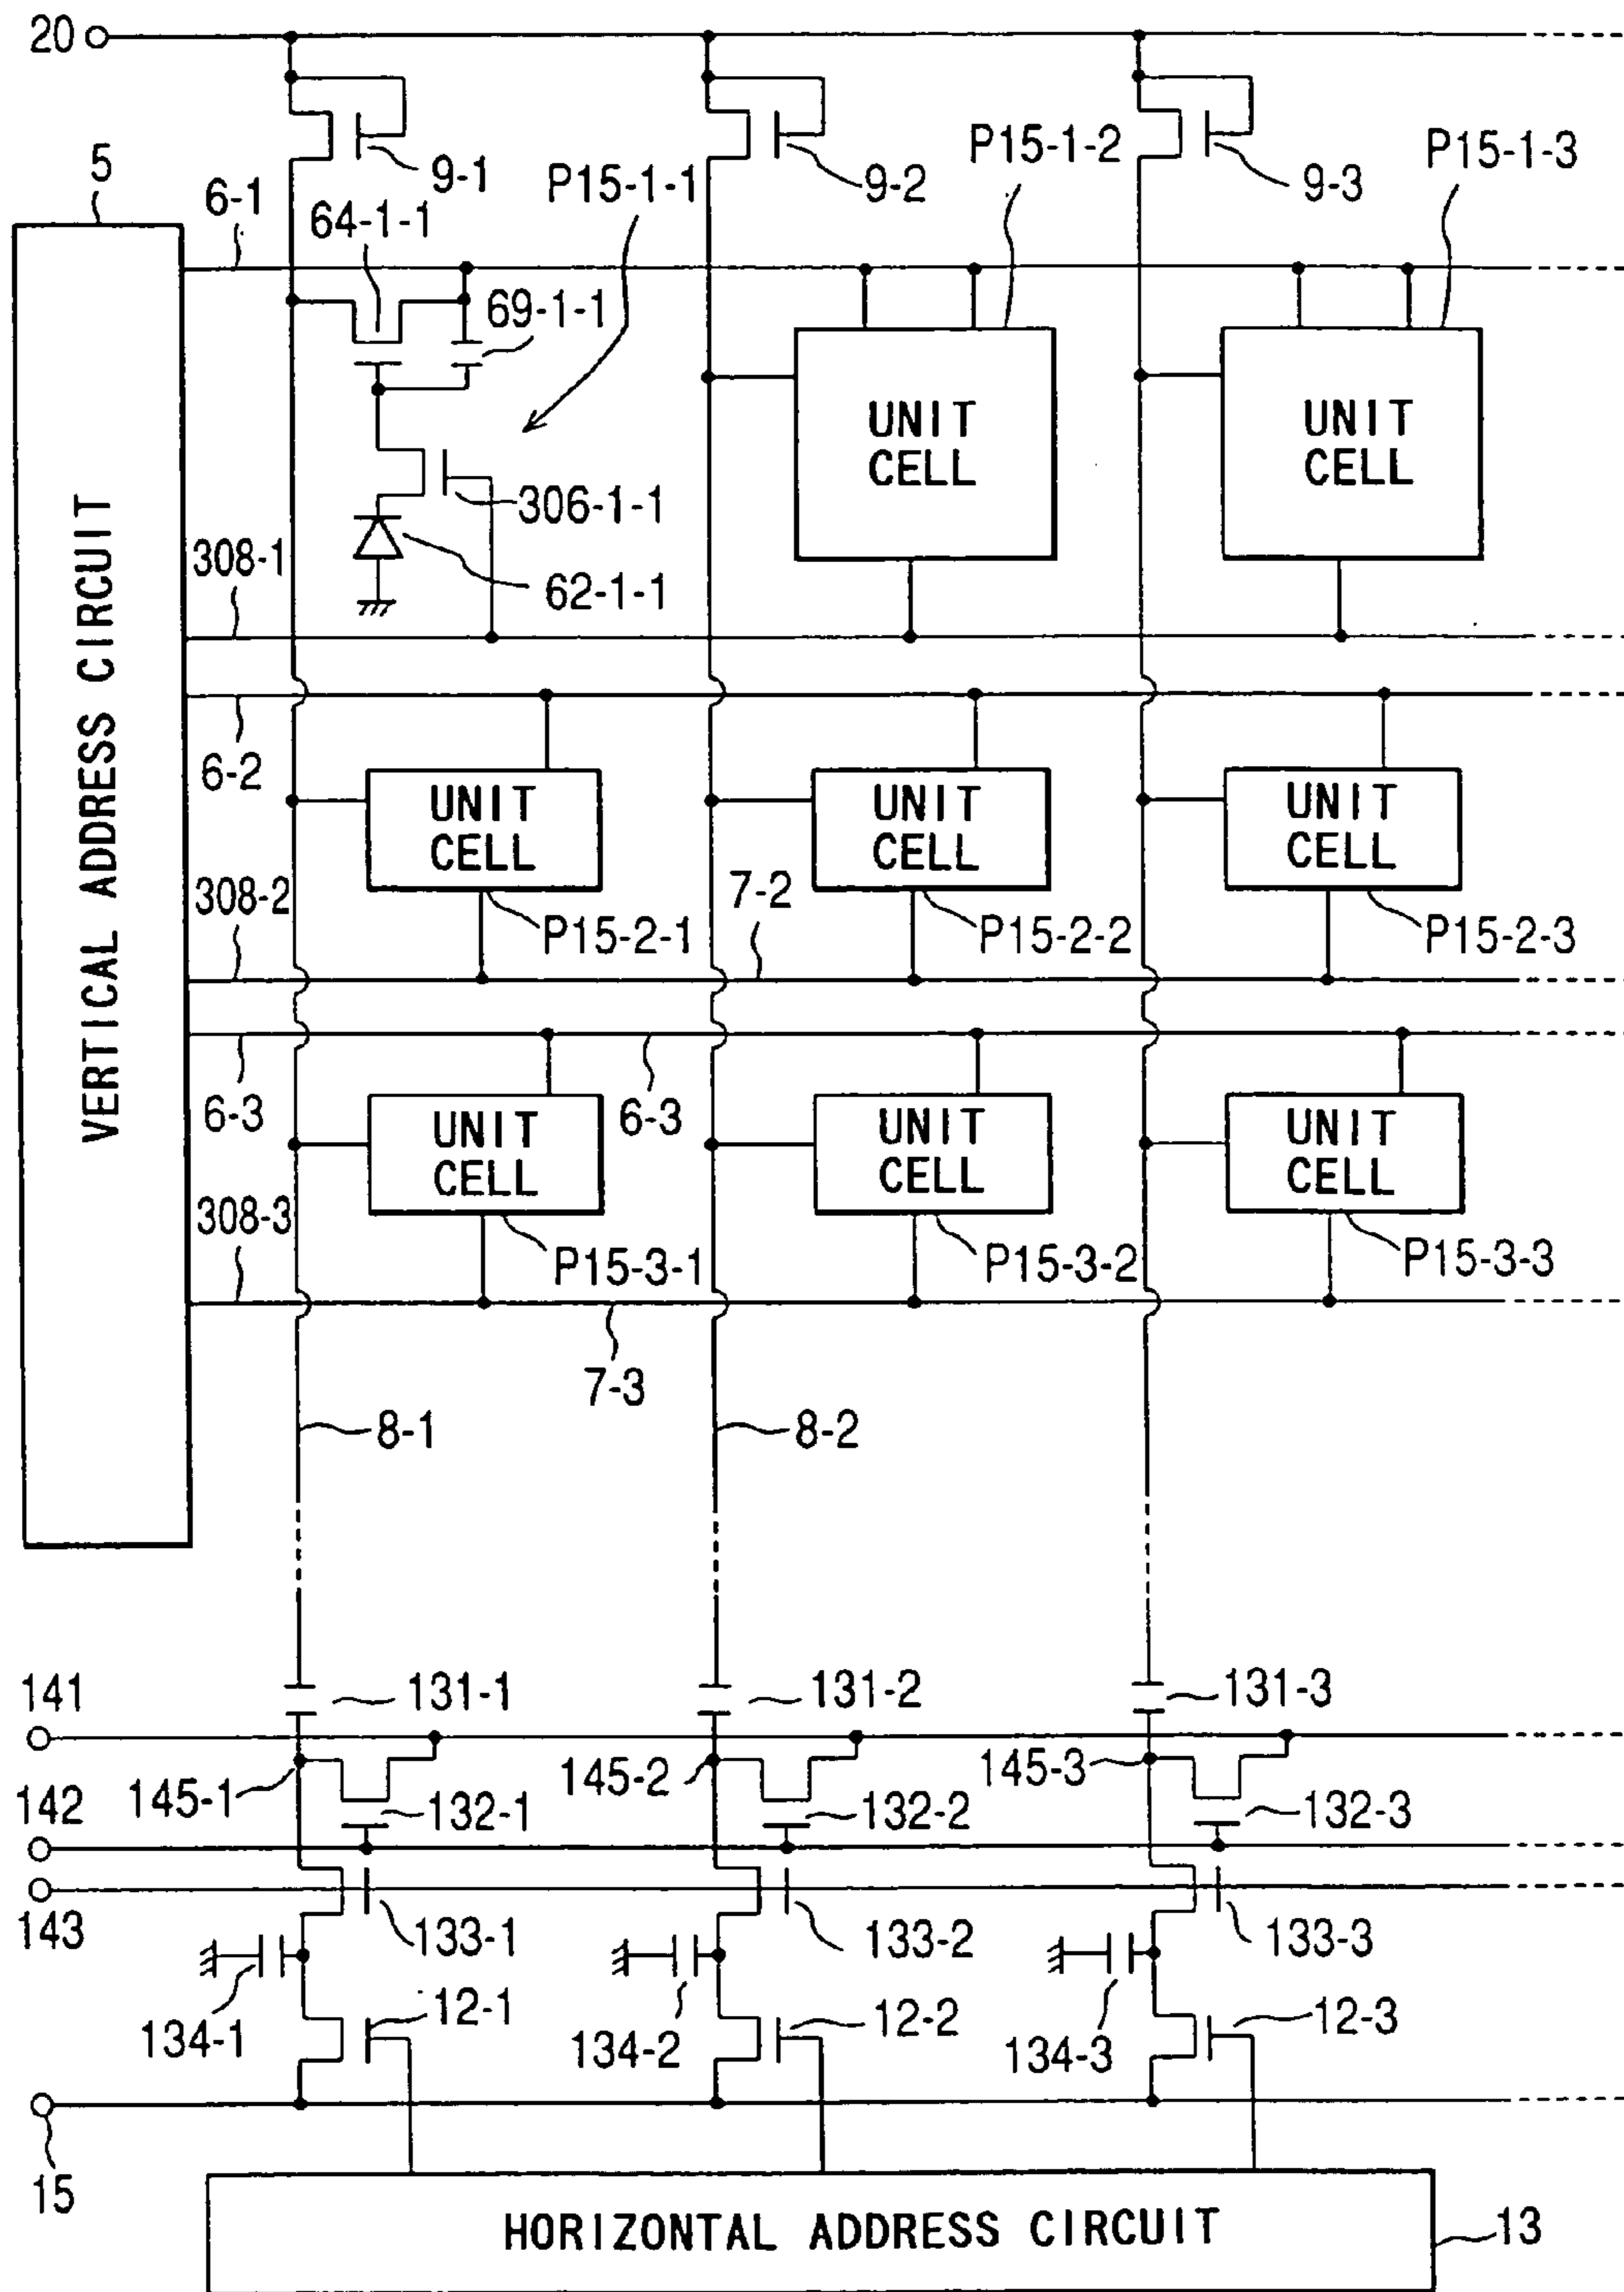 20
9-1
9-2
9-3
P15-1-1
P15-1-2
P15-1-3
5
6-1
64-1-1
69-1-1
UNIT
CELL
UNIT
CELL
306-1-1
62-1-1
308-1
VERTICAL ADDRESS CIRCUIT
6-2
UNIT
CELL
UNIT
CELL
UNIT
CELL
308-2
P15-2-1
7-2
P15-2-2
P15-2-3
6-3
6-3
UNIT
CELL
UNIT
CELL
UNIT
CELL
308-3
P15-3-1
P15-3-2
P15-3-3
7-3
8-1
8-2
141
131-1
131-2
131-3
142
145-1
132-1
145-2
132-2
145-3
132-3
143
133-1
133-2
133-3
134-1
12-1
134-2
12-2
134-3
12-3
15
HORIZONTAL ADDRESS CIRCUIT
13